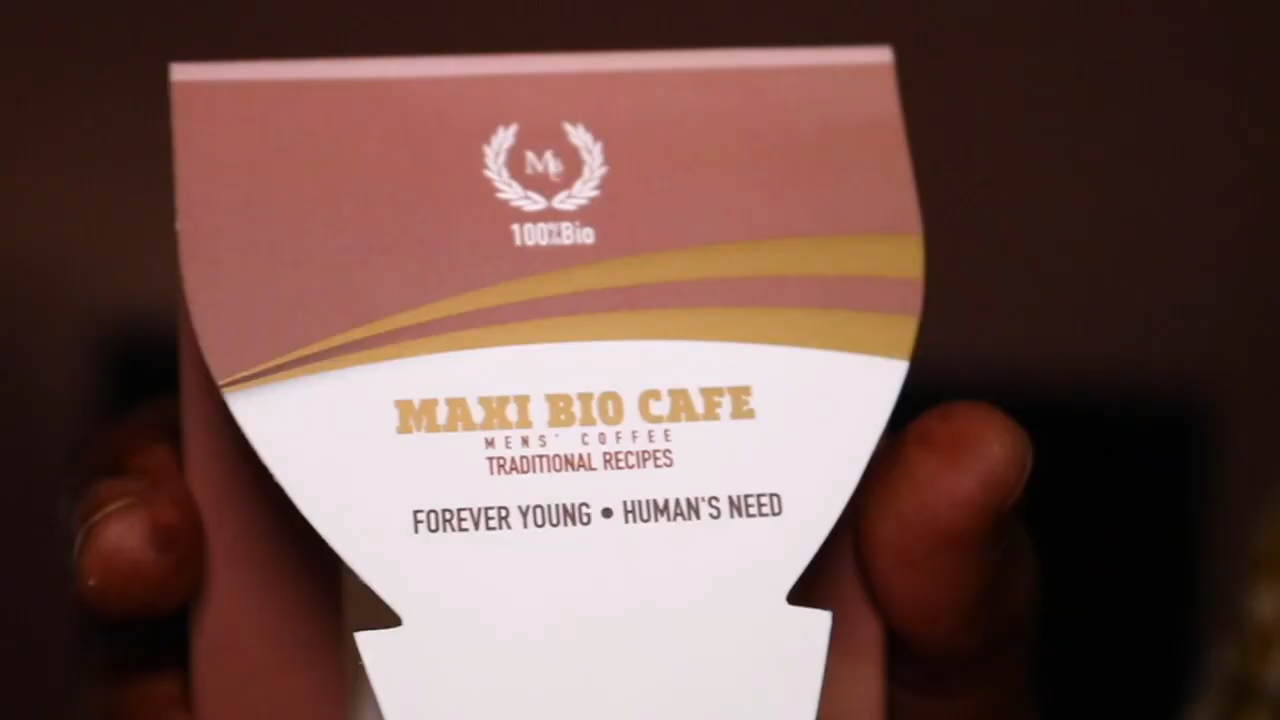 Mc
100%Bio
MAXI BIO CAFE
MENS' COFFEE
TRADITIONAL RECIPES
FOREVER YOUNG • HUMAN'S NEED